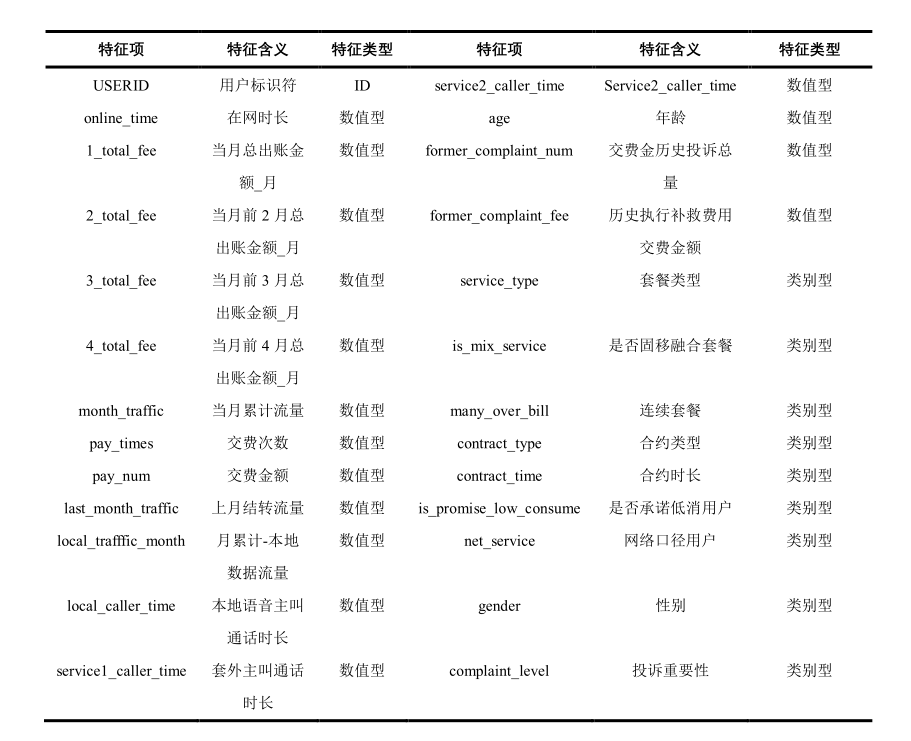 特征项 特征含义 特征类型 特征项 特征含义 特征类型
USERID 用户标识符 ID service2_caller_time Service2_caller_time 数值型
online_time 在网时长 数值型 age 年龄 数值型
1_total_fee 当月总出账金 数值型 former_complaint_num 交费金历史投诉总 数值型
额_月 量
2_total_fee 当月前 2 月总 数值型 former_complaint_fee 历史执行补救费用 数值型
出账金额_月 交费金额
3_total_fee 当月前 3 月总 数值型 service_type 套餐类型 类别型
出账金额_月
4_total_fee 当月前 4 月总 数值型 is_mix_service 是否固移融合套餐 类别型
出账金额_月
month_traffic 当月累计流量 数值型 many_over_bill 连续套餐 类别型
pay_times 交费次数 数值型 contract_type 合约类型 类别型
pay_num 交费金额 数值型 contract_time 合约时长 类别型
last_month_traffic 上月结转流量 数值型 is_promise_low_consume 是否承诺低消用户 类别型
local_trafffic_month 月累计-本地 数值型 net_service 网络口径用户 类别型
数据流量
local_caller_time 本地语音主叫 数值型 gender 性别 类别型
通话时长
service1_caller_time 套外主叫通话 数值型 complaint_level 投诉重要性 类别型
时长